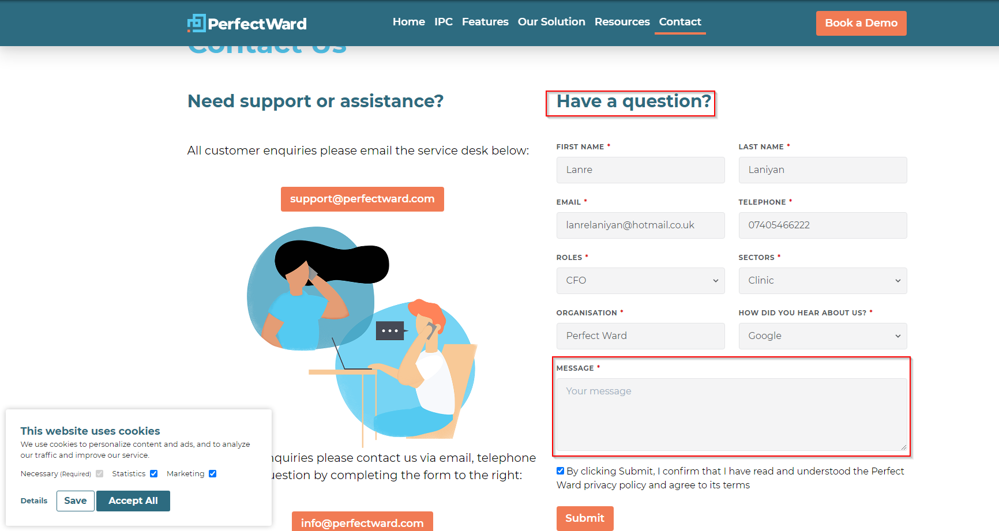 PerfectWard
Home IPC Features Our Solution Resources Contact
Book a Demo
Contact Us
Need support or assistance?
All customer enquiries please email the service desk below:
support@perfectward.com
nquiries please contact us via email, telephone
uestion by completing the form to the right:
info@perfectward.com
Have a question?
FIRST NAME * LAST NAME *
Lanre Laniyan
EMAIL * TELEPHONE *
lanrelaniyan@hotmail.co.uk 07405466222
ROLES * SECTORS *
CFO Clinic
ORGANISATION * HOW DID YOU HEAR ABOUT US? *
Perfect Ward Google
MESSAGE *
Your message
By clicking Submit, I confirm that I have read and understood the Perfect
Ward privacy policy and agree to its terms
Submit
This website uses cookies
We use cookies to personalize content and ads, and to analyze
our traffic and improve our service.
Necessary (Required) Statistics Marketing
Details Save Accept All